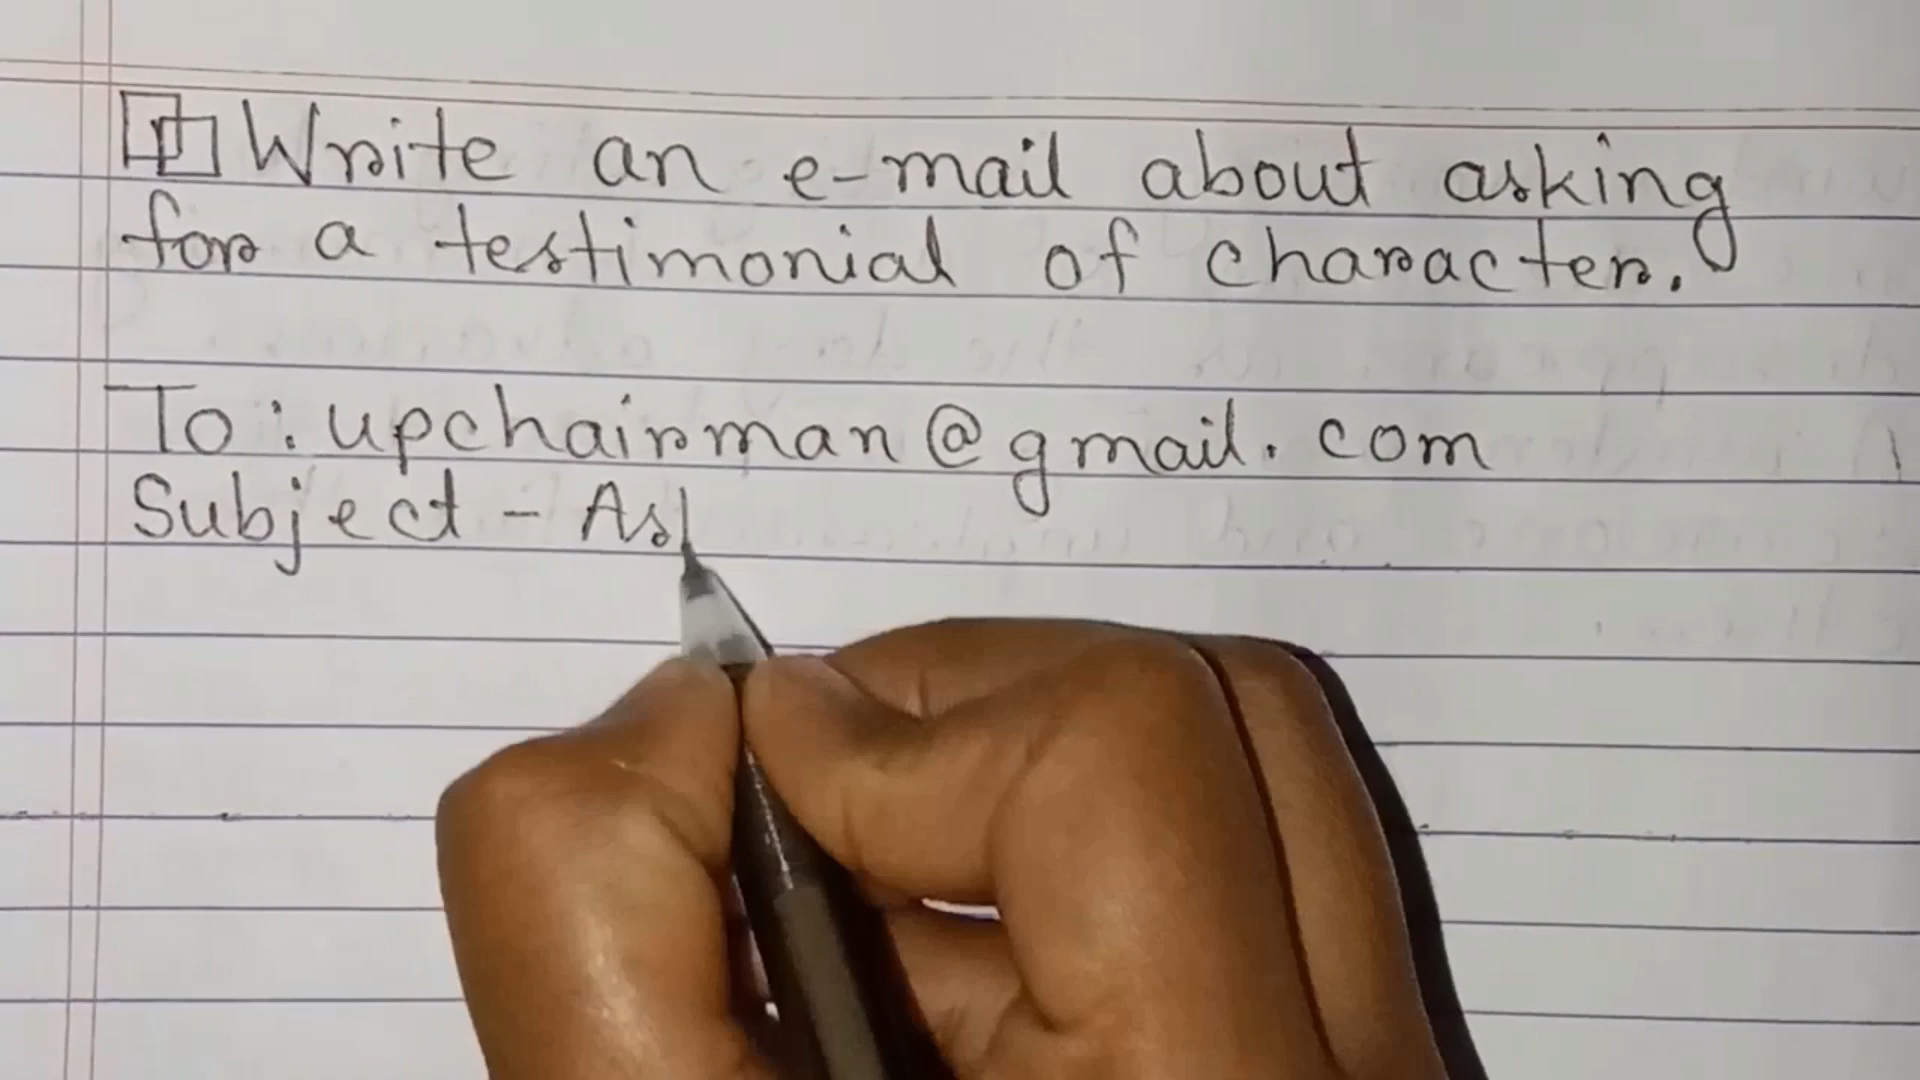 Write an e-mail about asking
for a testimonial of character.
To : upchairman@gmail.com
Subject - As